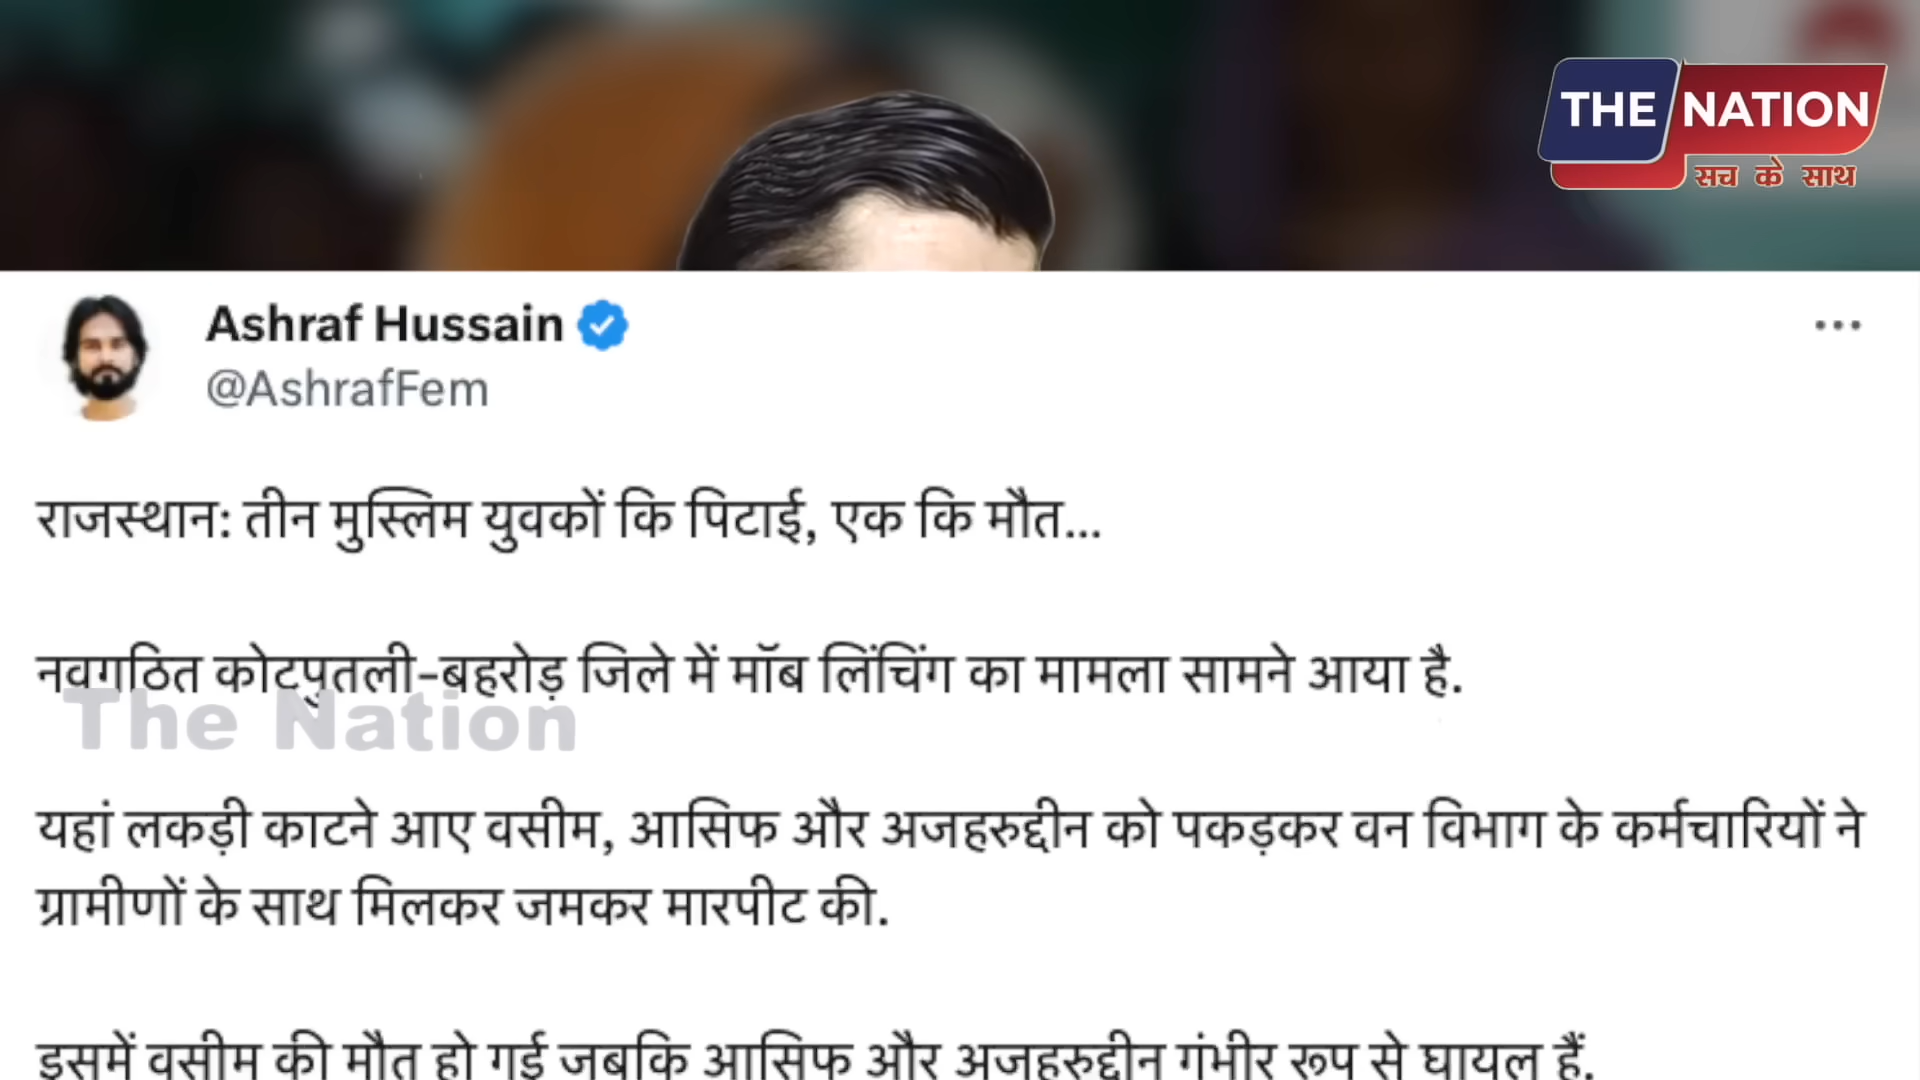 THE NATION
सच के साथ
Ashraf Hussain
@AshrafFem
राजस्थान: तीन मुस्लिम युवकों कि पिटाई, एक कि मौत...
नवगठित कोटपुतली-बहरोड़ जिले में मॉब लिंचिंग का मामला सामने आया है.
The Nation
यहां लकड़ी काटने आए वसीम, आसिफ और अजहरुद्दीन को पकड़कर वन विभाग के कर्मचारियों ने
ग्रामीणों के साथ मिलकर जमकर मारपीट की.
इसमें वसीम की मौत हो गई जबकि आसिफ और अजहरुद्दीन गंभीर रूप से घायल हैं.